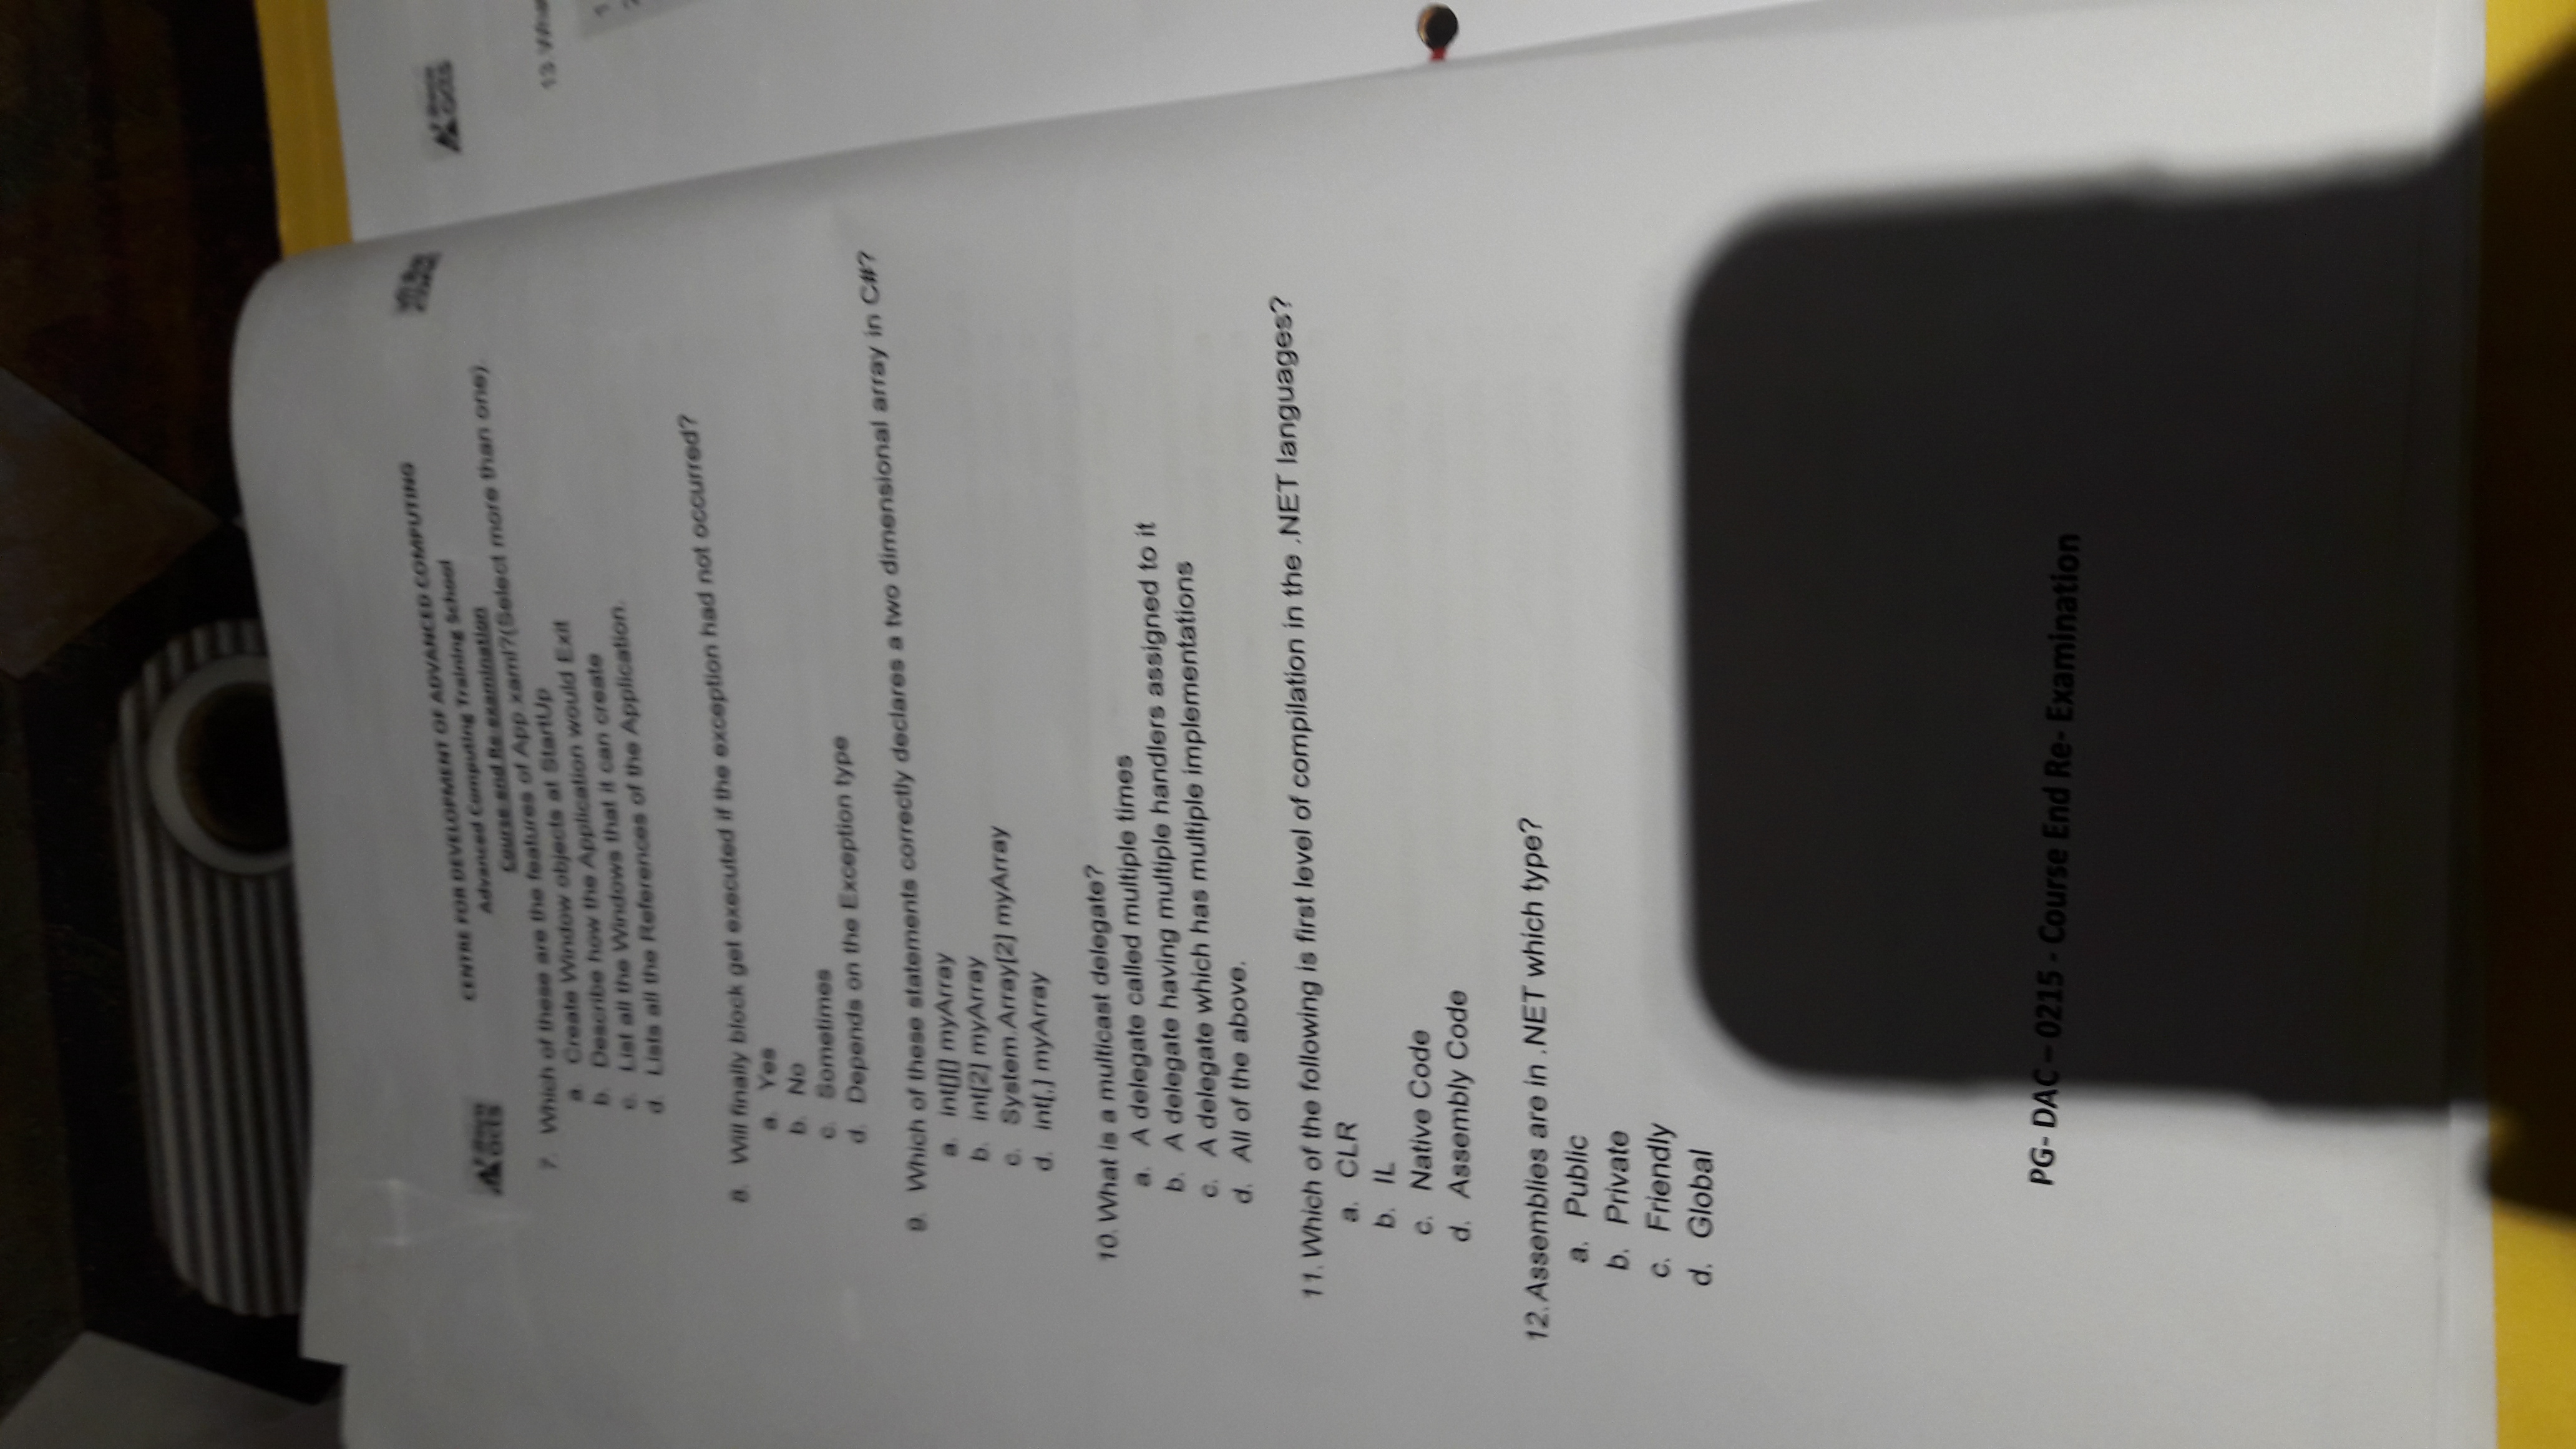 CENTRE FOR DEVELOPMENT OF ADVANCED COMPUTING
Advanced Computing Training School
Course end Re-examination
7. Which of these are the features of App.xaml?(Select more than one)
a. Create Window objects at StartUp
b. Describe how the Application would Exit
c. List all the Windows that it can create
d. Lists all the References of the Application.
8. Will finally block get executed if the exception had not occurred?
a. Yes
b. No
c. Sometimes
d. Depends on the Exception type
9. Which of these statements correctly declares a two dimensional array in C#?
a. int[][] myArray
b. int[2] myArray
c. System.Array[2] myArray
d. int[,] myArray
10. What is a multicast delegate?
a. A delegate called multiple times
b. A delegate having multiple handlers assigned to it
c. A delegate which has multiple implementations
d. All of the above.
11. Which of the following is first level of compilation in the .NET languages?
a. CLR
b. IL
c. Native Code
d. Assembly Code
12. Assemblies are in .NET which type?
a. Public
b. Private
c. Friendly
d. Global
PG- DAC – 0215 - Course End Re- Examination
13.